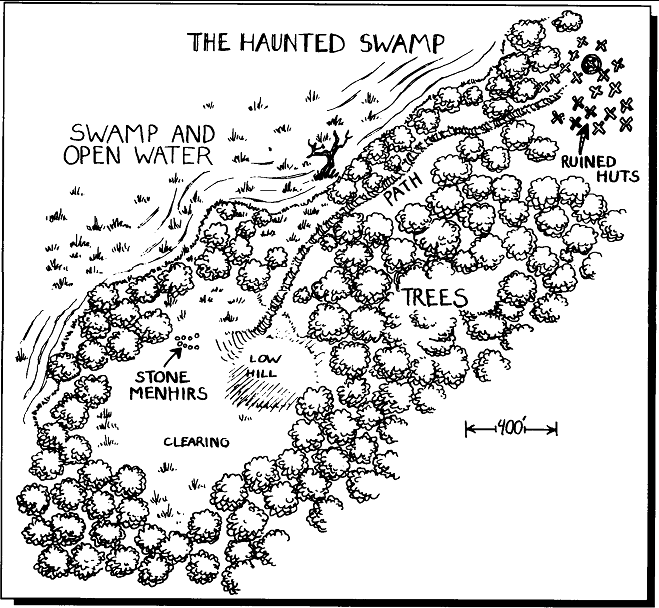 THE HAUNTED SWAMP
SWAMP AND
OPEN WATER
RUINED
HUTS
PATH
TREES
LOW
HILL
STONE
MENHIRS
CLEARING
400'